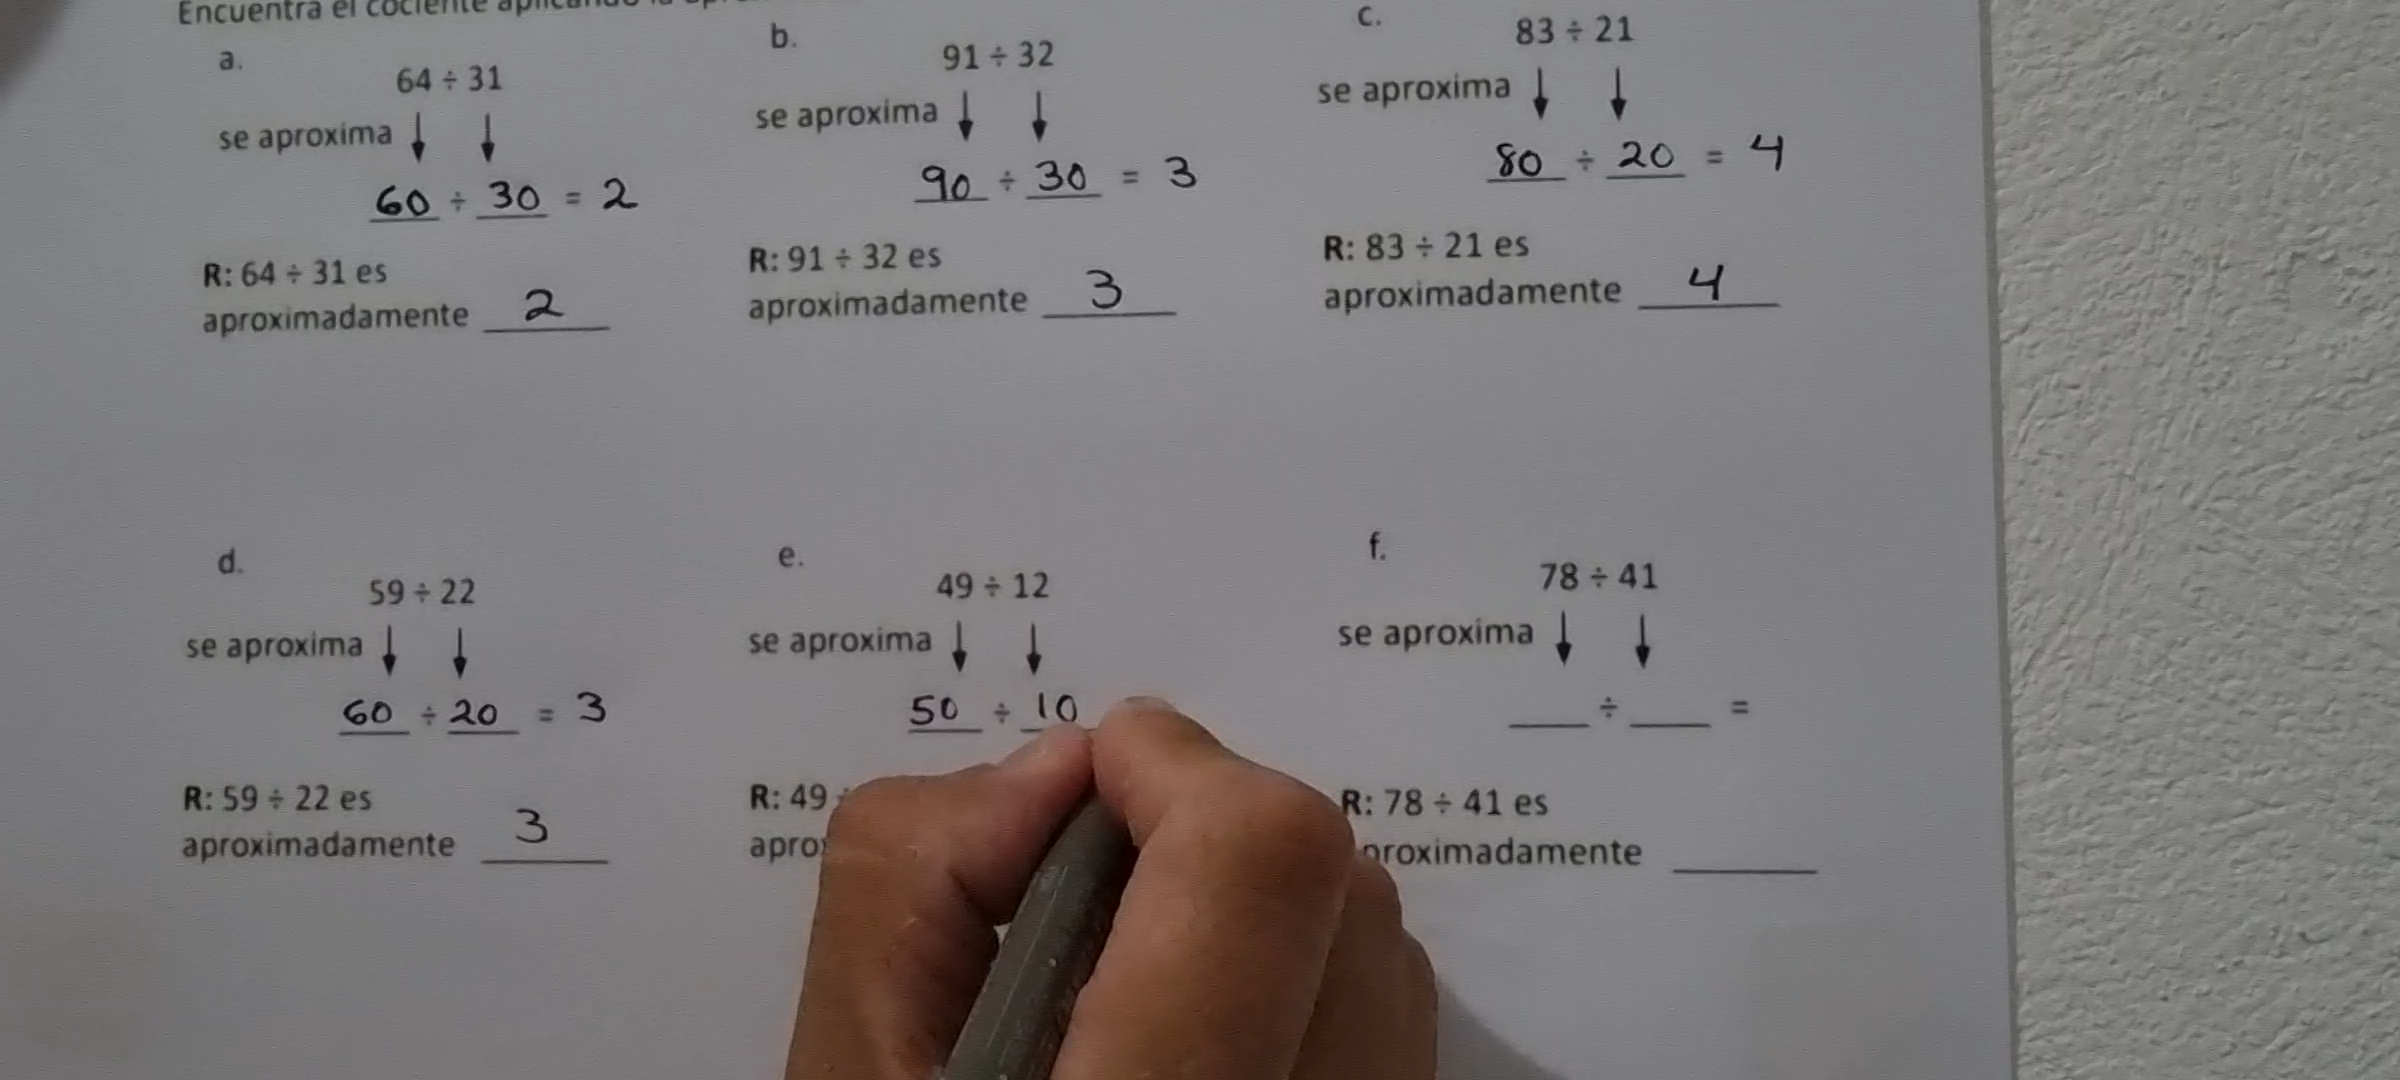 Encuentra el cociente
a.
64 ÷ 31
se aproxima
60 ÷ 30 = 2
R: 64 ÷ 31 es
aproximadamente 2
b.
91 ÷ 32
se aproxima
90 ÷ 30 = 3
R: 91 ÷ 32 es
aproximadamente 3
c.
83 ÷ 21
se aproxima
80 ÷ 20 = 4
R: 83 ÷ 21 es
aproximadamente 4
d.
59 ÷ 22
se aproxima
60 ÷ 20 = 3
R: 59 ÷ 22 es
aproximadamente 3
e.
49 ÷ 12
se aproxima
50 ÷ 10
R: 49
f.
78 ÷ 41
se aproxima
÷ =
R: 78 ÷ 41 es